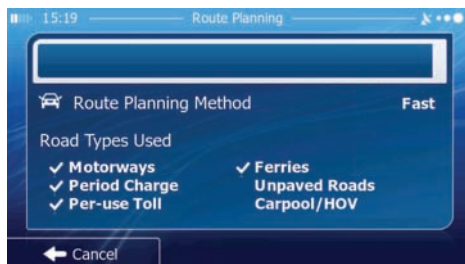 15:19 Route Planning
Route Planning Method Fast
Road Types Used
Motorways Ferries
Period Charge Unpaved Roads
Per-use Toll Carpool/HOV
Cancel